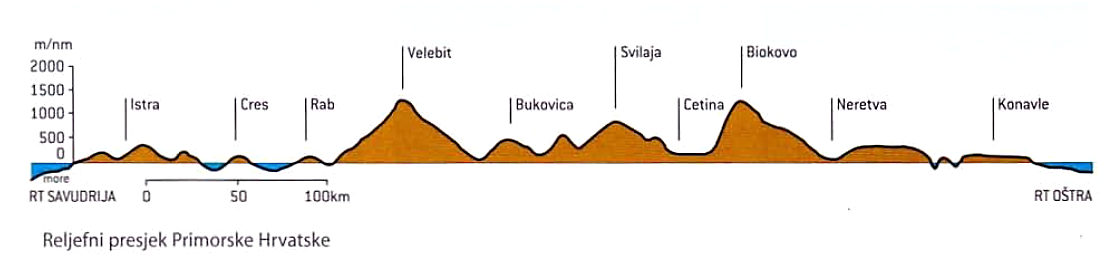 m/nm
2000
1500
1000
500
0
more
Istra
Cres
Rab
Velebit
Bukovica
Svilaja
Cetina
Biokovo
Neretva
Konavle
RT SAVUDRIJA
0 50 100km
RT OŠTRA
Reljefni presjek Primorske Hrvatske